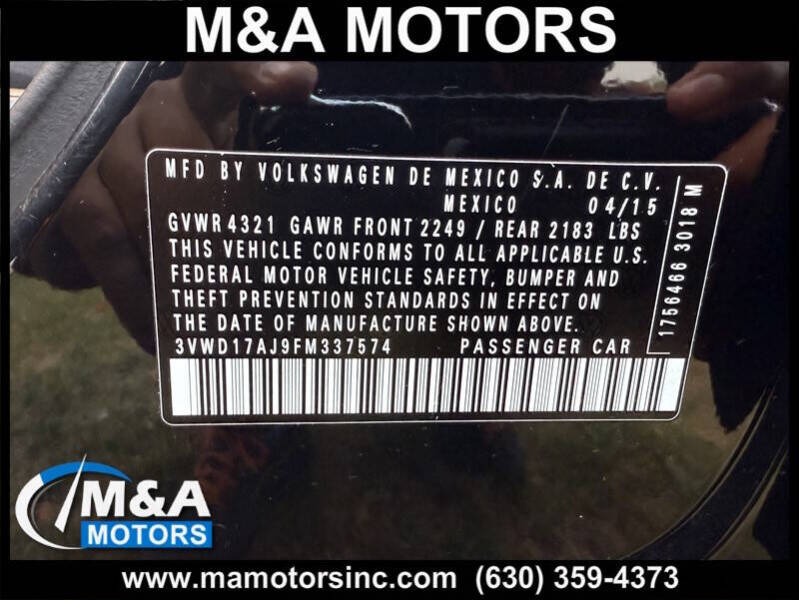 M&A MOTORS
MFD BY VOLKSWAGEN DE MEXICO S.A. DE C.V.
MEXICO 04/15
GVWR 4321 GAWR FRONT 2249 / REAR 2183 LBS
THIS VEHICLE CONFORMS TO ALL APPLICABLE U.S.
FEDERAL MOTOR VEHICLE SAFETY, BUMPER AND
THEFT PREVENTION STANDARDS IN EFFECT ON
THE DATE OF MANUFACTURE SHOWN ABOVE.
3VWD17AJ9FM337574 PASSENGER CAR
1756466 3018 M
M&A
MOTORS
www.mamotorsinc.com (630) 359-4373